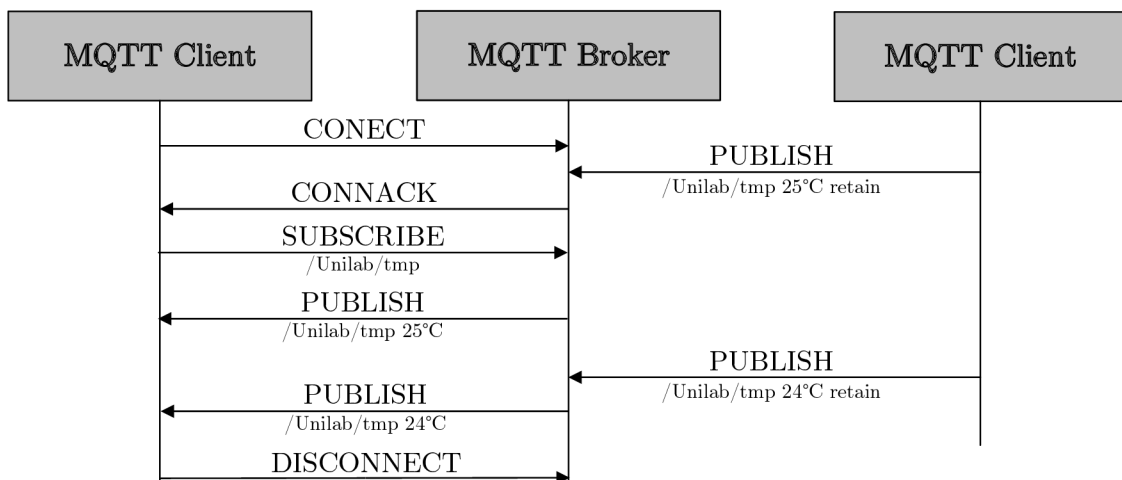 MQTT Client
MQTT Broker
MQTT Client
CONECT
PUBLISH
/Unilab/tmp 25°C retain
CONNACK
SUBSCRIBE
/Unilab/tmp
PUBLISH
/Unilab/tmp 25°C
PUBLISH
/Unilab/tmp 24°C retain
PUBLISH
/Unilab/tmp 24°C
DISCONNECT